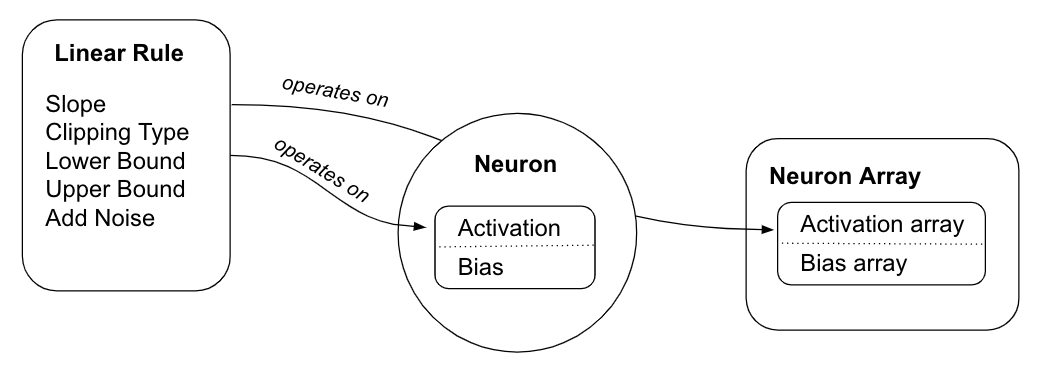 Linear Rule
Slope
Clipping Type
Lower Bound
Upper Bound
Add Noise
operates on
operates on
Neuron
Activation
Bias
Neuron Array
Activation array
Bias array